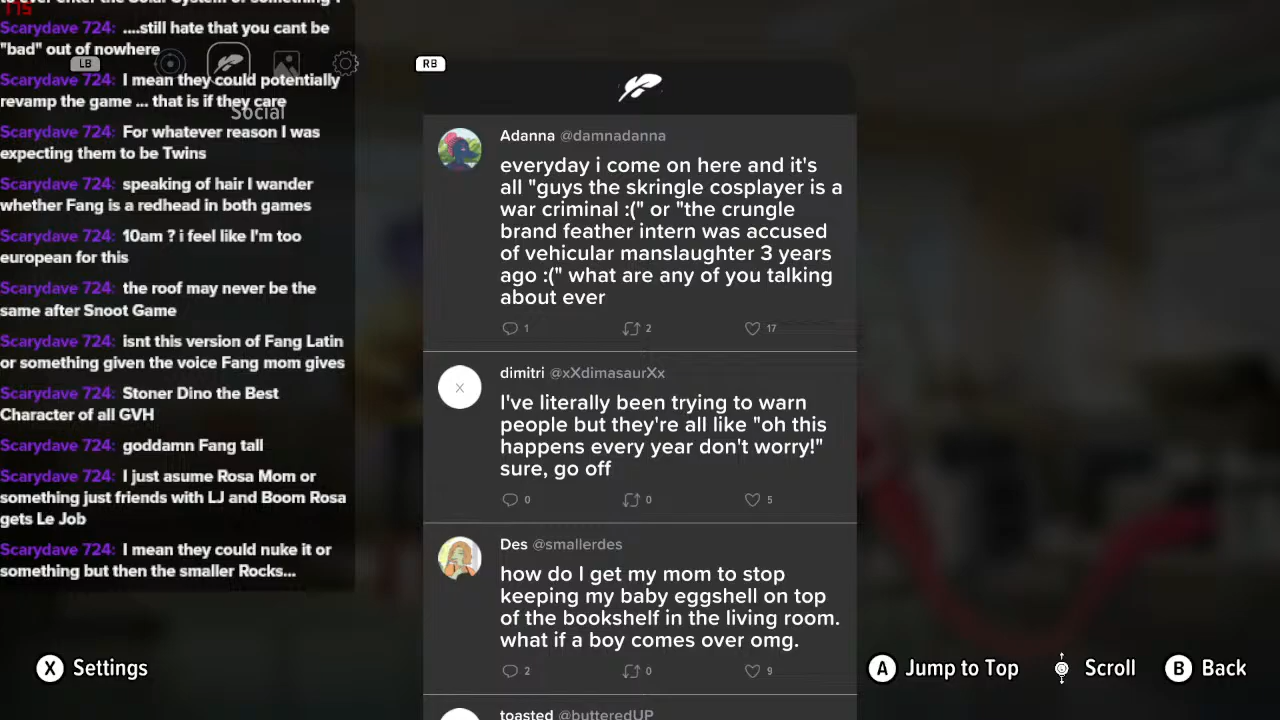 115
to ever enter the Solar System or something !
Scarydave 724: ....still hate that you cant be
"bad" out of nowhere
Scarydave 724: I mean they could potentially
revamp the game ... that is if they care
Scarydave 724: For whatever reason I was
expecting them to be Twins
Scarydave 724: speaking of hair I wander
whether Fang is a redhead in both games
Scarydave 724: 10am ? i feel like I'm too
european for this
Scarydave 724: the roof may never be the
same after Snoot Game
Scarydave 724: isnt this version of Fang Latin
or something given the voice Fang mom gives
Scarydave 724: Stoner Dino the Best
Character of all GVH
Scarydave 724: goddamn Fang tall
Scarydave 724: I just asume Rosa Mom or
something just friends with LJ and Boom Rosa
gets Le Job
Scarydave 724: I mean they could nuke it or
something but then the smaller Rocks...
LB
Social
RB
Adanna @damnadanna
everyday i come on here and it's
all "guys the skringle cosplayer is a
war criminal :(" or "the crungle
brand feather intern was accused
of vehicular manslaughter 3 years
ago :(" what are any of you talking
about ever
1 2 17
dimitri @xXdimasaurXx
X
I've literally been trying to warn
people but they're all like "oh this
happens every year don't worry!"
sure, go off
0 0 5
Des @smallerdes
how do I get my mom to stop
keeping my baby eggshell on top
of the bookshelf in the living room.
what if a boy comes over omg.
2 0 9
toasted @butteredUP
X Settings
A Jump to Top
Scroll
B Back